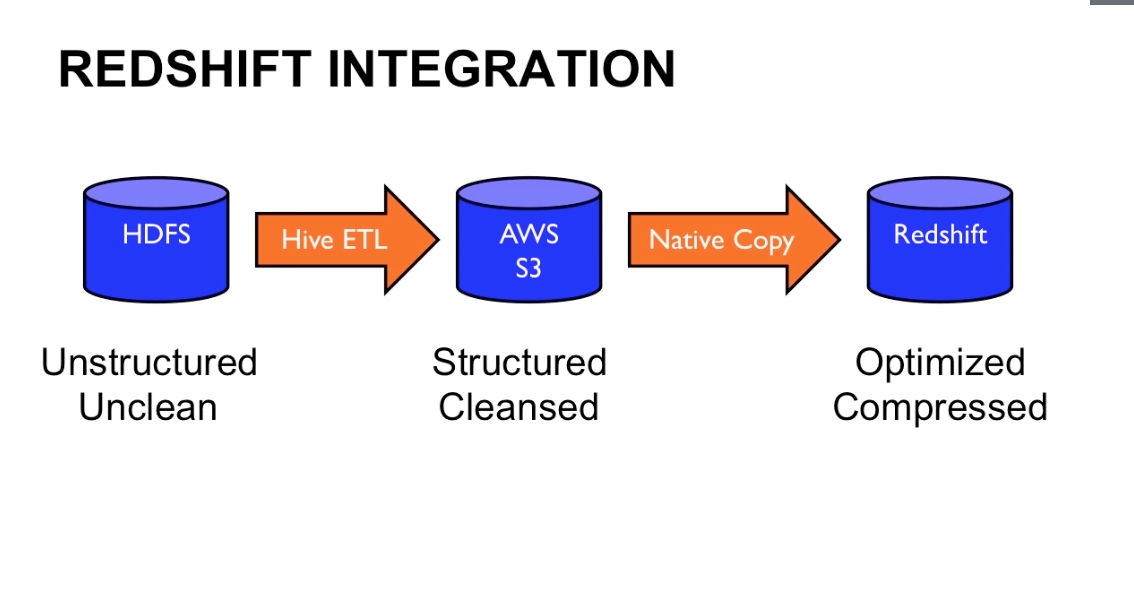 REDSHIFT INTEGRATION
HDFS
Hive ETL
AWS
S3
Native Copy
Redshift
Unstructured
Unclean
Structured
Cleansed
Optimized
Compressed